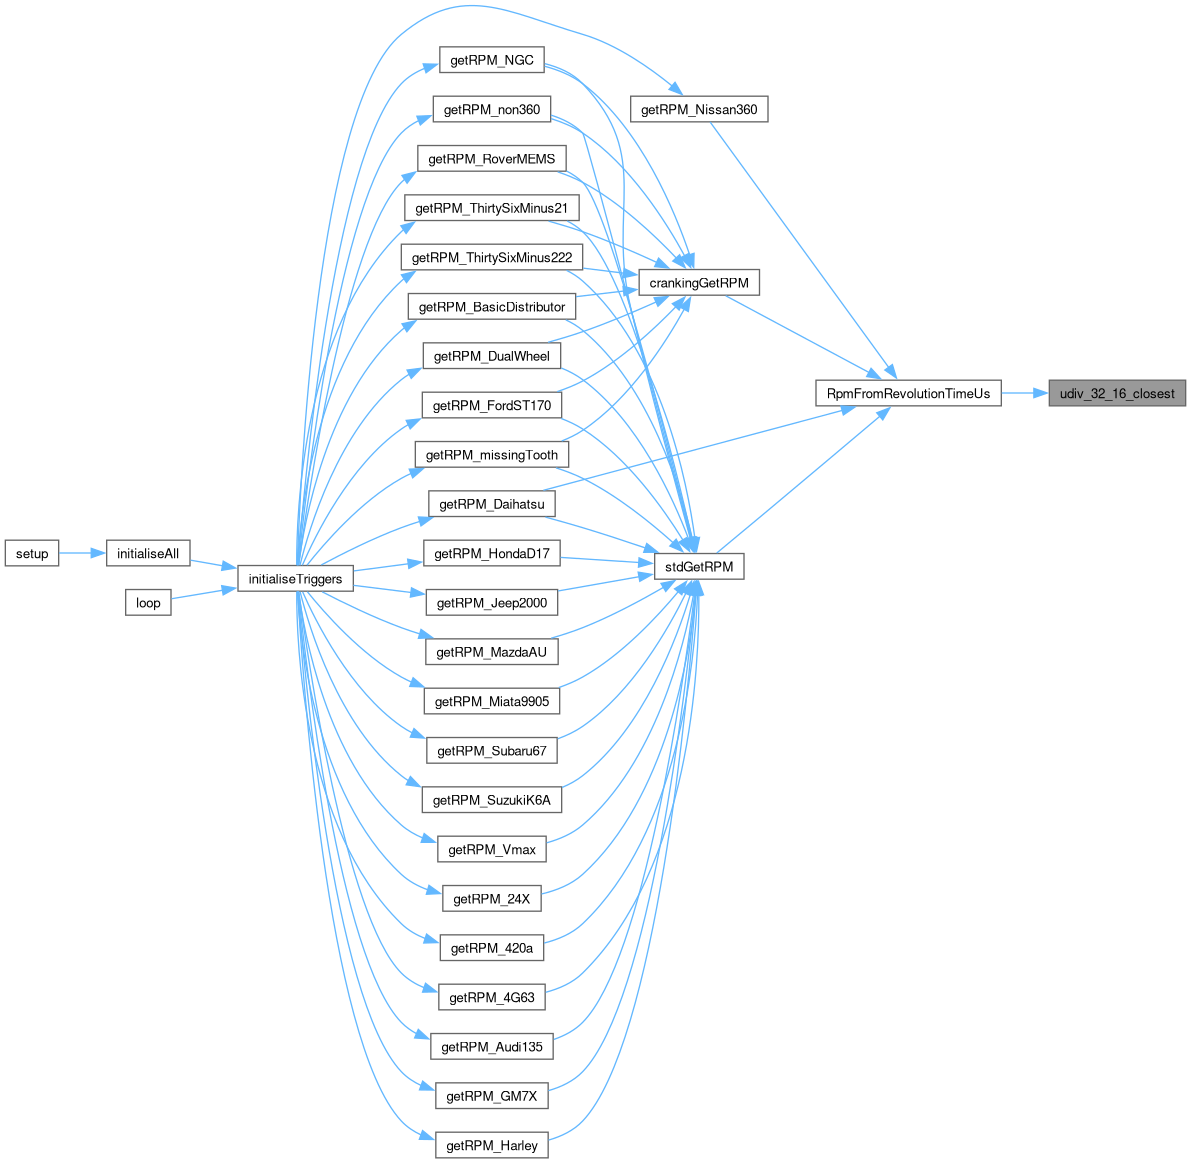 getRPM_NGC
getRPM_non360
getRPM_Nissan360
getRPM_RoverMEMS
getRPM_ThirtySixMinus21
getRPM_ThirtySixMinus222
crankingGetRPM
getRPM_BasicDistributor
getRPM_DualWheel
RpmFromRevolutionTimeUs
udiv_32_16_closest
getRPM_FordST170
getRPM_missingTooth
getRPM_Daihatsu
setup
initialiseAll
getRPM_HondaD17
stdGetRPM
initialiseTriggers
loop
getRPM_Jeep2000
getRPM_MazdaAU
getRPM_Miata9905
getRPM_Subaru67
getRPM_SuzukiK6A
getRPM_Vmax
getRPM_24X
getRPM_420a
getRPM_4G63
getRPM_Audi135
getRPM_GM7X
getRPM_Harley